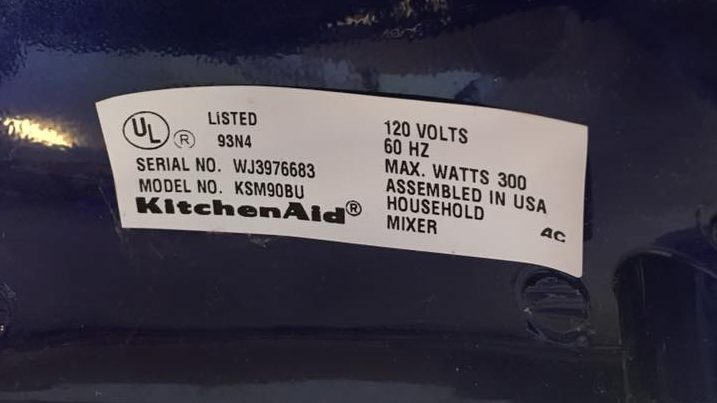 UL ® LISTED
93N4
SERIAL NO. WJ3976683
MODEL NO. KSM90BU
KitchenAid®
120 VOLTS
60 HZ
MAX. WATTS 300
ASSEMBLED IN USA
HOUSEHOLD
MIXER
4C